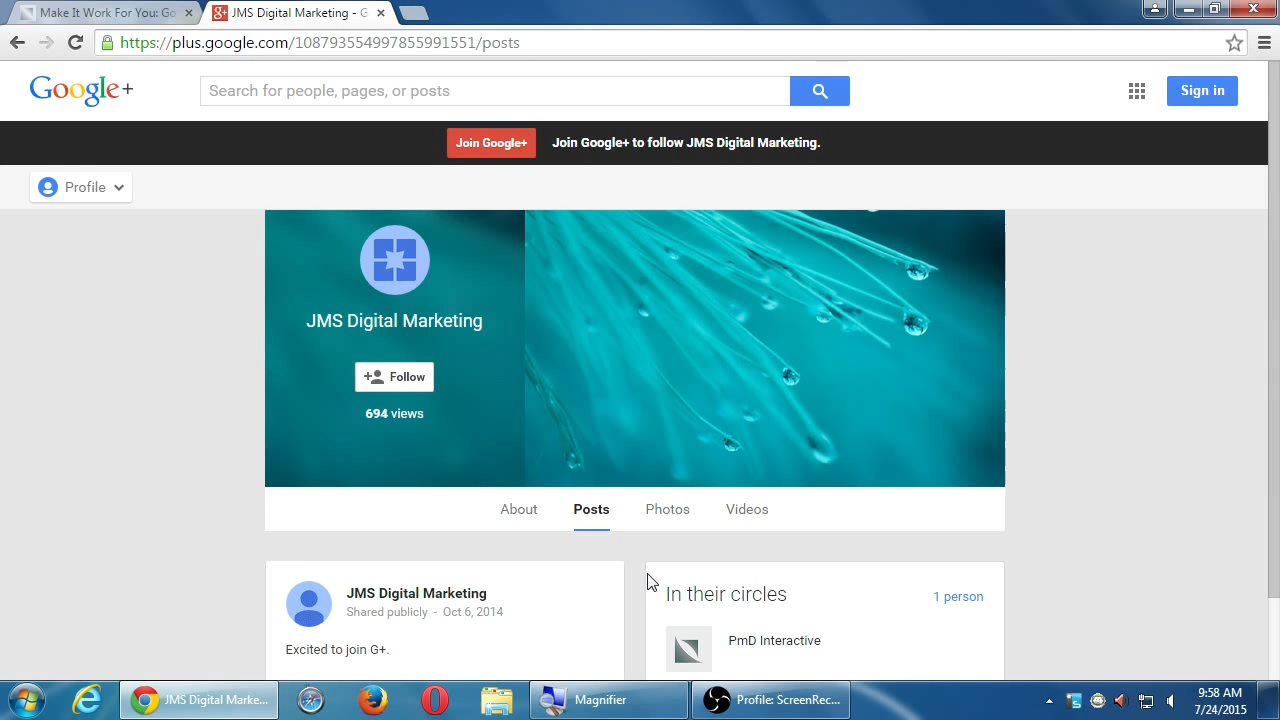 Make It Work For You: Go
JMS Digital Marketing - G
https://plus.google.com/108793554997855991551/posts
Google+
Search for people, pages, or posts
Sign in
Join Google+
Join Google+ to follow JMS Digital Marketing.
Profile
JMS Digital Marketing
Follow
694 views
About
Posts
Photos
Videos
JMS Digital Marketing
Shared publicly - Oct 6, 2014
Excited to join G+.
In their circles
1 person
PmD Interactive
JMS Digital Marke...
Magnifier
Profile: ScreenRec...
9:58 AM
7/24/2015